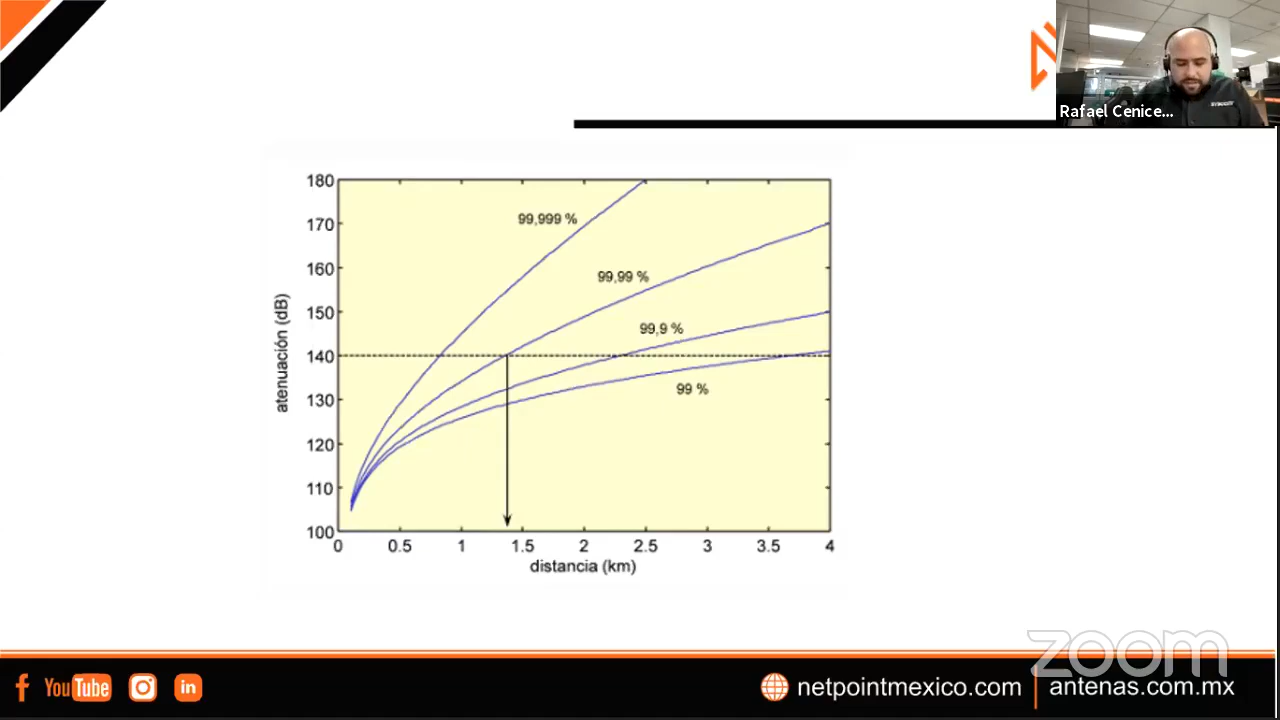 Rafael Cenice...
180
170
160
150
140
130
120
110
100
99,999 %
99,99 %
99,9 %
99 %
atenuación (dB)
0 0.5 1 1.5 2 2.5 3 3.5 4
distancia (km)
zoom
YouTube
in
netpointmexico.com
antenas.com.mx